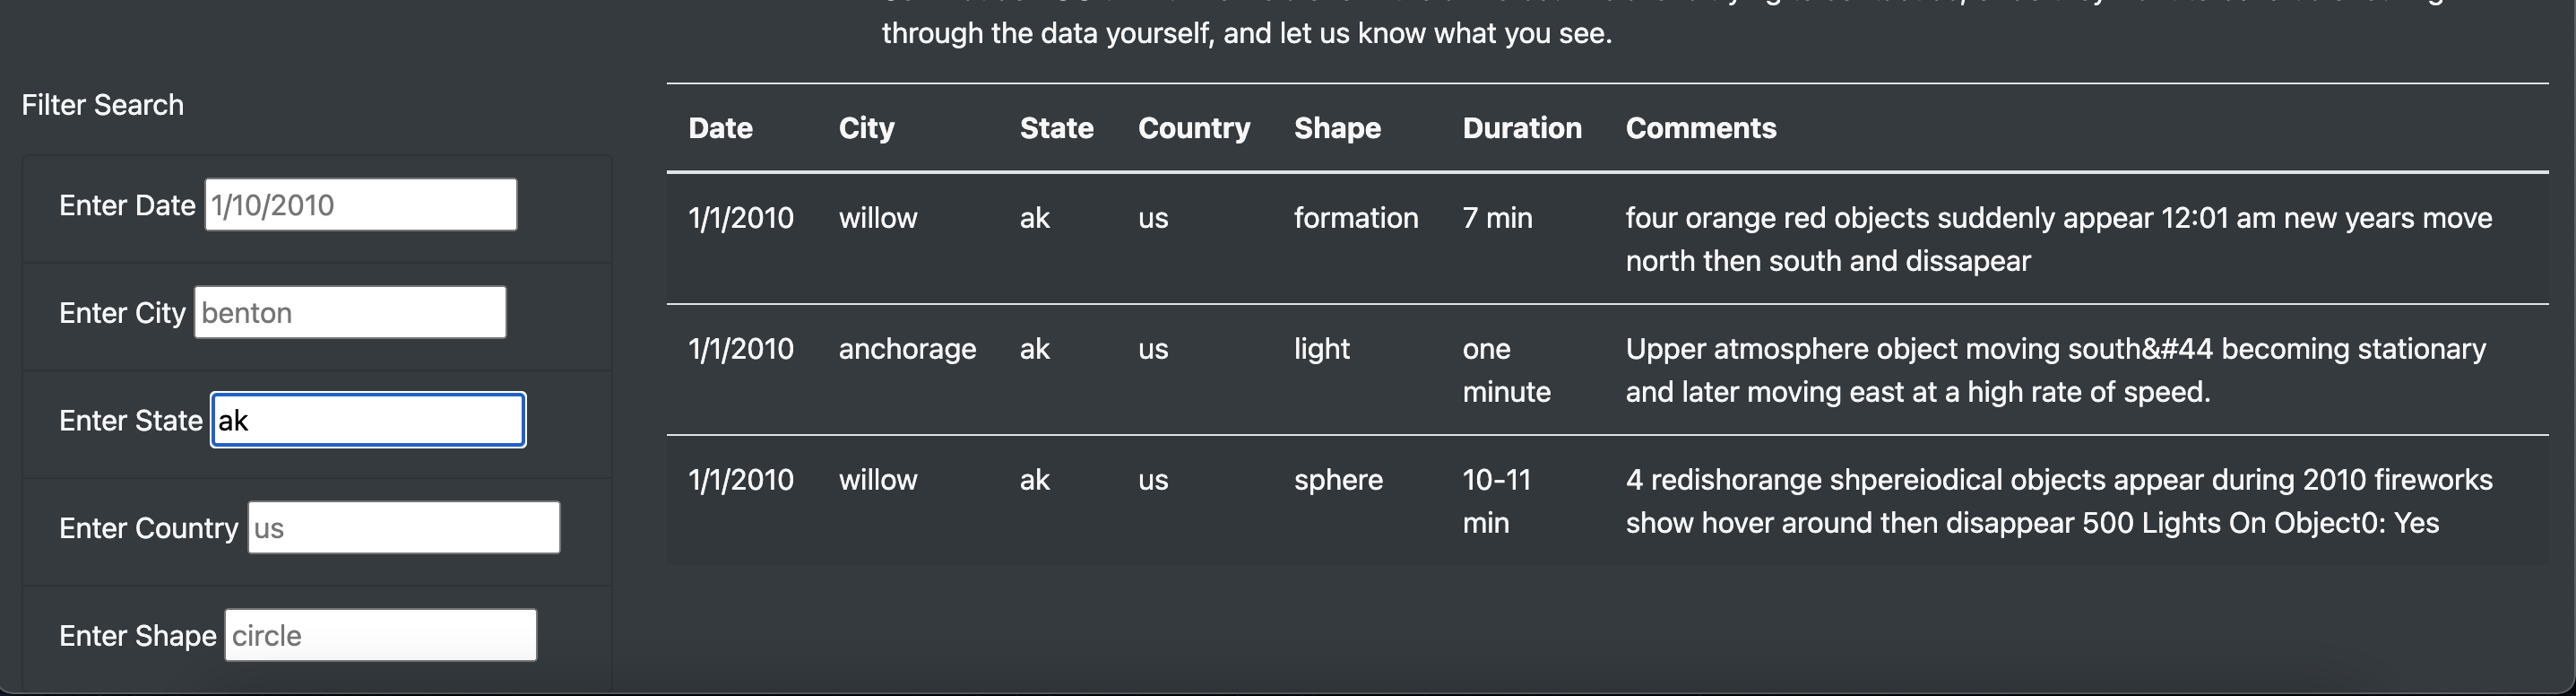 through the data yourself, and let us know what you see.
Filter Search
Enter Date 1/10/2010
Enter City benton
Enter State ak
Enter Country us
Enter Shape circle
Date City State Country Shape Duration Comments
1/1/2010 willow ak us formation 7 min four orange red objects suddenly appear 12:01 am new years move
north then south and dissapear
1/1/2010 anchorage ak us light one Upper atmosphere object moving south&#44 becoming stationary
minute and later moving east at a high rate of speed.
1/1/2010 willow ak us sphere 10-11 4 redishorange shpereiodical objects appear during 2010 fireworks
min show hover around then disappear 500 Lights On Object0: Yes